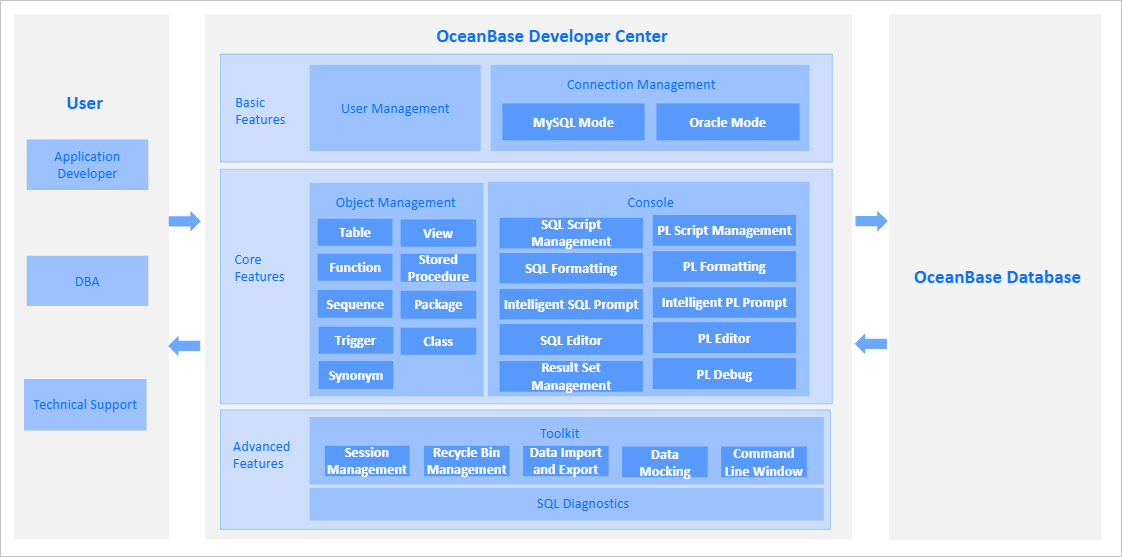 User
Application
Developer
DBA
Technical Support
OceanBase Developer Center
Basic
Features
User Management
Connection Management
MySQL Mode
Oracle Mode
Core
Features
Object Management
Table
View
Function
Stored
Procedure
Sequence
Package
Trigger
Class
Synonym
Console
SQL Script
Management
PL Script Management
SQL Formatting
PL Formatting
Intelligent SQL Prompt
Intelligent PL Prompt
SQL Editor
PL Editor
Result Set
Management
PL Debug
Advanced
Features
Toolkit
Session
Management
Recycle Bin
Management
Data Import
and Export
Data
Mocking
Command
Line Window
SQL Diagnostics
OceanBase Database